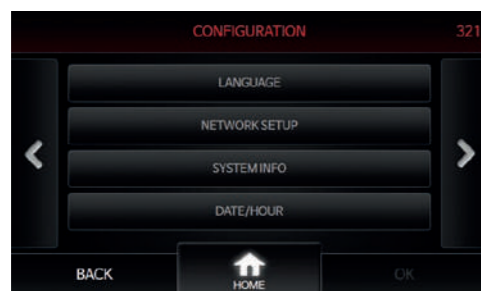 CONFIGURATION 321
LANGUAGE
NETWORK SETUP
SYSTEM INFO
DATE/HOUR
BACK HOME OK